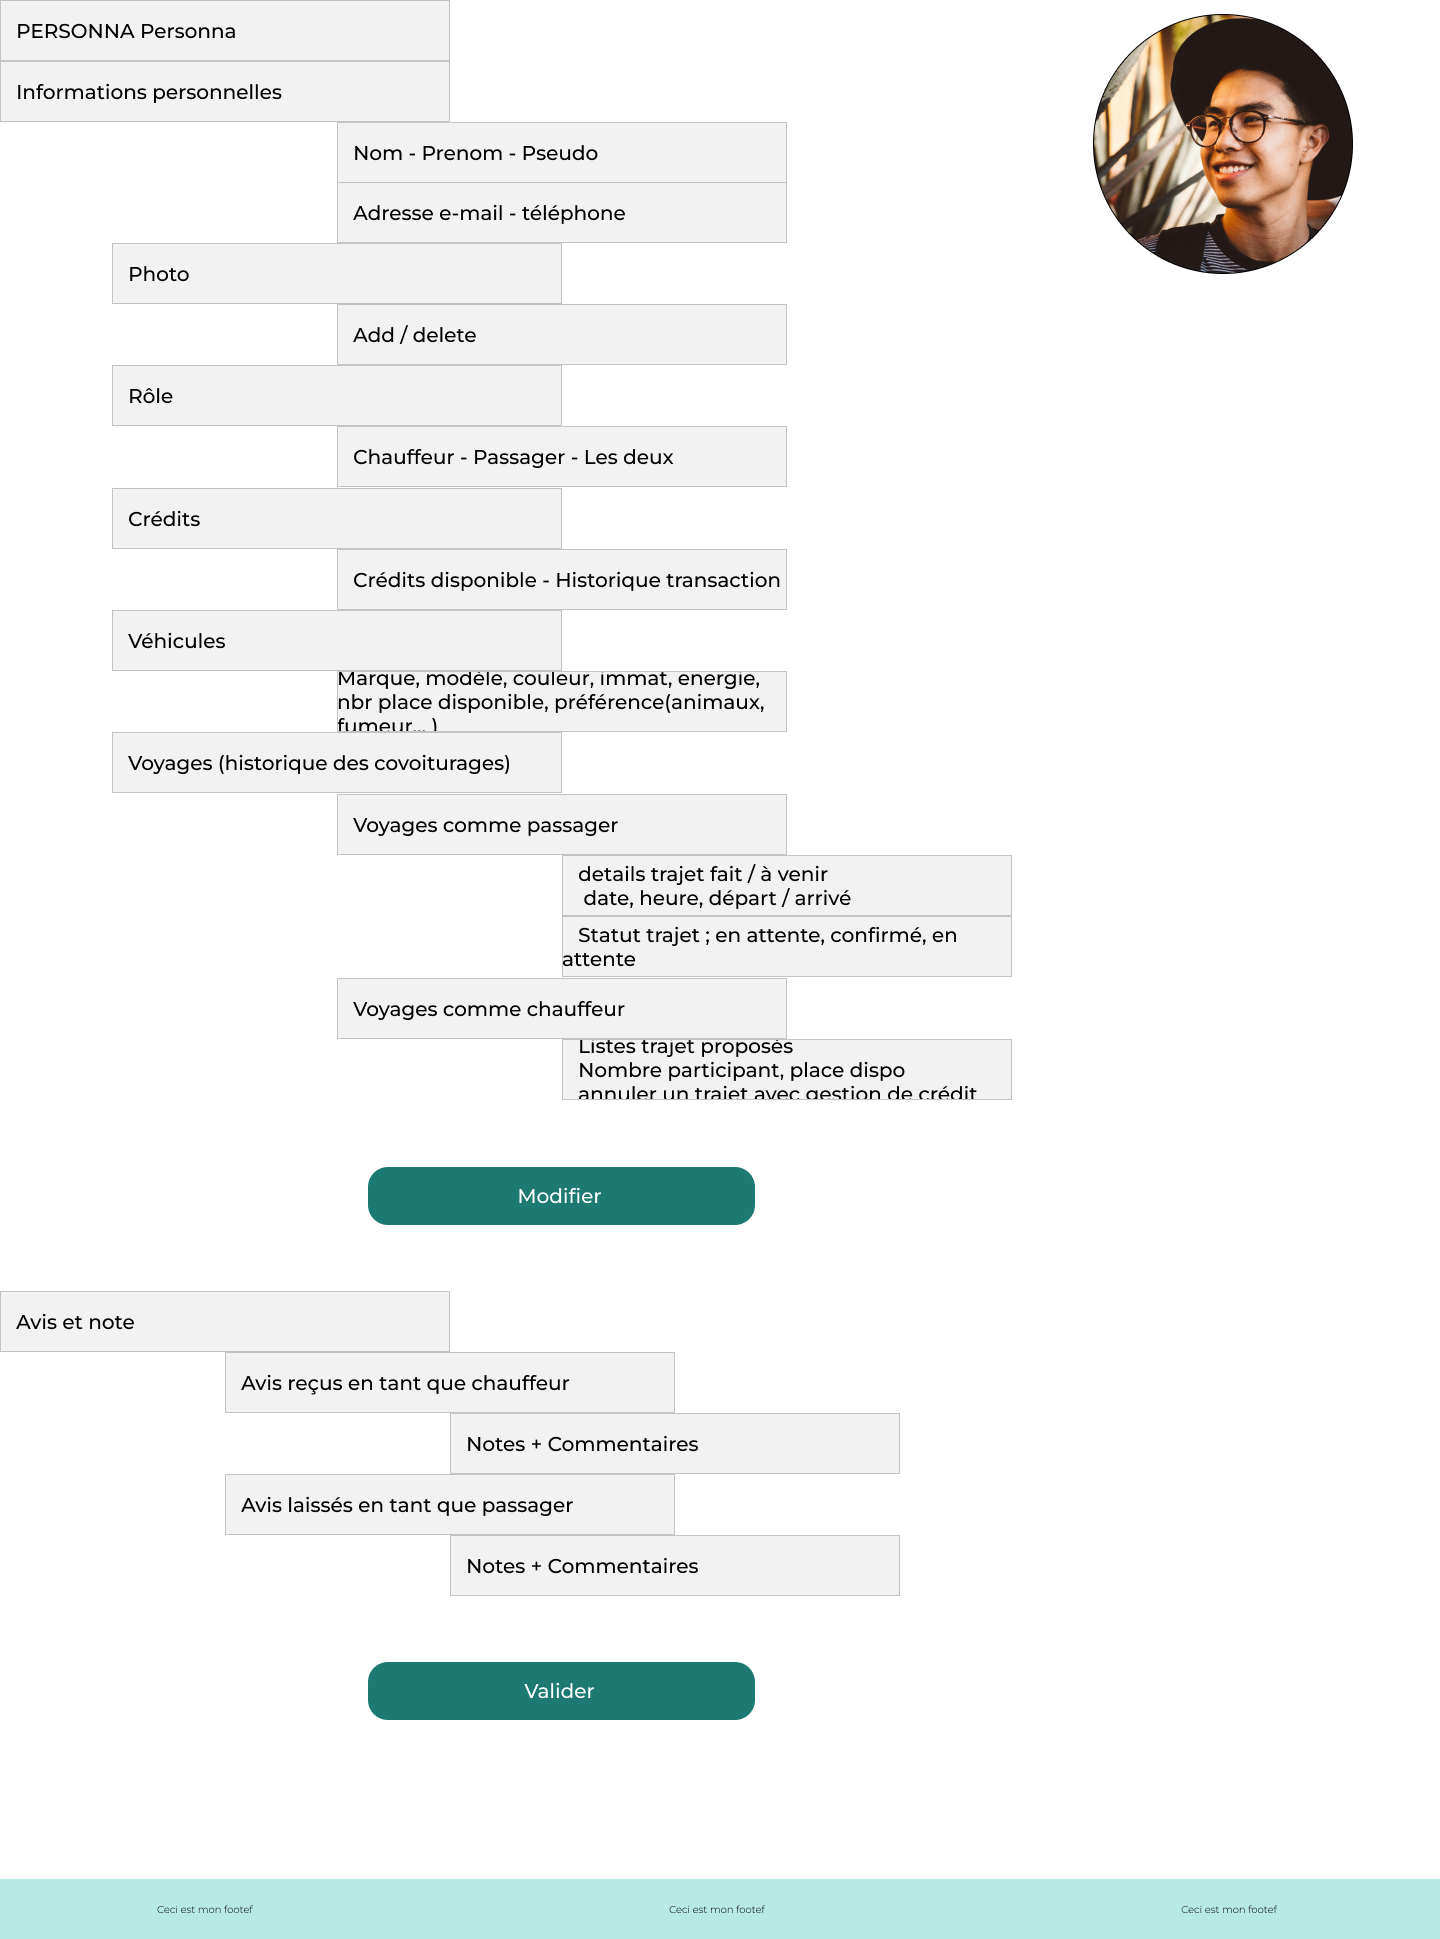 PERSONNA Personna
Informations personnelles
Nom - Prenom - Pseudo
Adresse e-mail - téléphone
Photo
Add / delete
Rôle
Chauffeur - Passager - Les deux
Crédits
Crédits disponible - Historique transaction
Véhicules
Marque, modèle, couleur, immat, energie,
nbr place disponible, préférence(animaux,
fumeur... )
Voyages (historique des covoiturages)
Voyages comme passager
details trajet fait / à venir
date, heure, départ / arrivé
Statut trajet ; en attente, confirmé, en
attente
Voyages comme chauffeur
Listes trajet proposés
Nombre participant, place dispo
annuler un trajet avec gestion de crédit
Modifier
Avis et note
Avis reçus en tant que chauffeur
Notes + Commentaires
Avis laissés en tant que passager
Notes + Commentaires
Valider
Ceci est mon footef
Ceci est mon footef
Ceci est mon footef